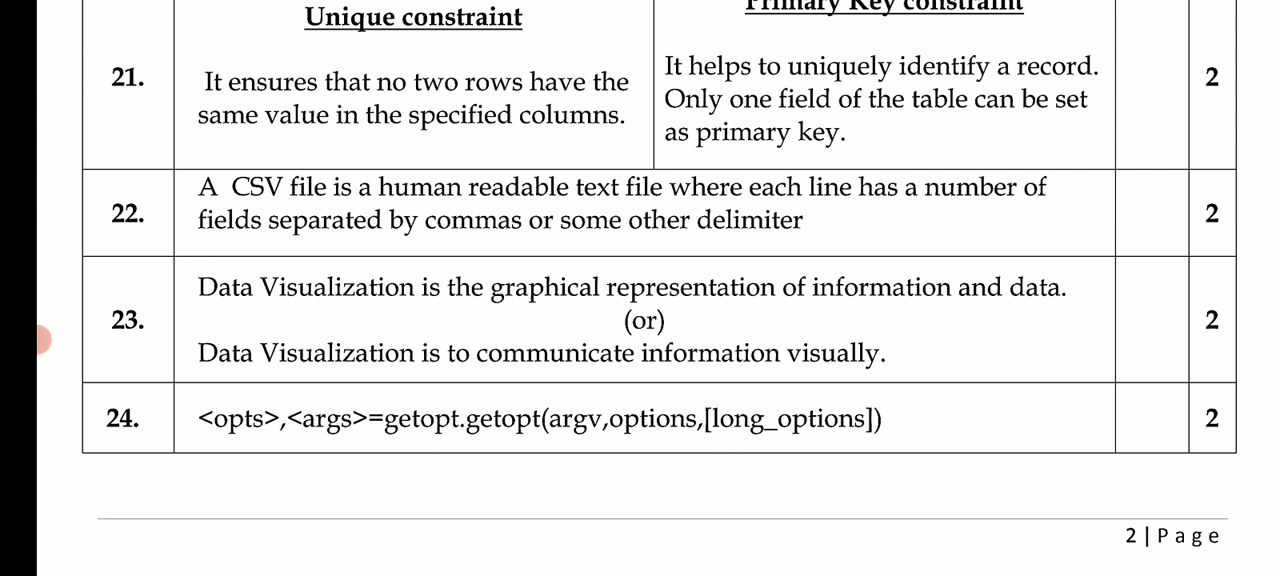 Unique constraint
Primary Key constraint
21.
It ensures that no two rows have the
same value in the specified columns.
It helps to uniquely identify a record.
Only one field of the table can be set
as primary key.
2
22.
A CSV file is a human readable text file where each line has a number of
fields separated by commas or some other delimiter
2
23.
Data Visualization is the graphical representation of information and data.
(or)
Data Visualization is to communicate information visually.
2
24.
<opts>,<args>=getopt.getopt(argv,options,[long_options])
2
2 | P a g e